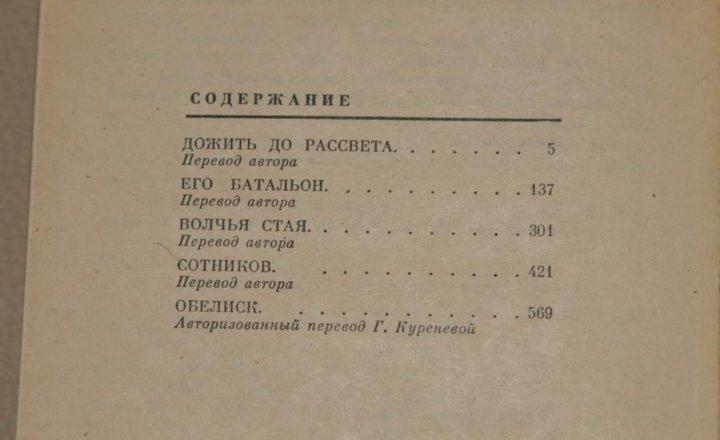 СОДЕРЖАНИЕ
ДОЖИТЬ ДО РАССВЕТА. . . . . . . 5
Перевод автора
ЕГО БАТАЛЬОН. . . . . . . . . . 137
Перевод автора
ВОЛЧЬЯ СТАЯ. . . . . . . . . . . 301
Перевод автора
СОТНИКОВ. . . . . . . . . . 421
Перевод автора
ОБЕЛИСК. . . . . . . . . . . . 569
Авторизованный перевод Г. Куреневой